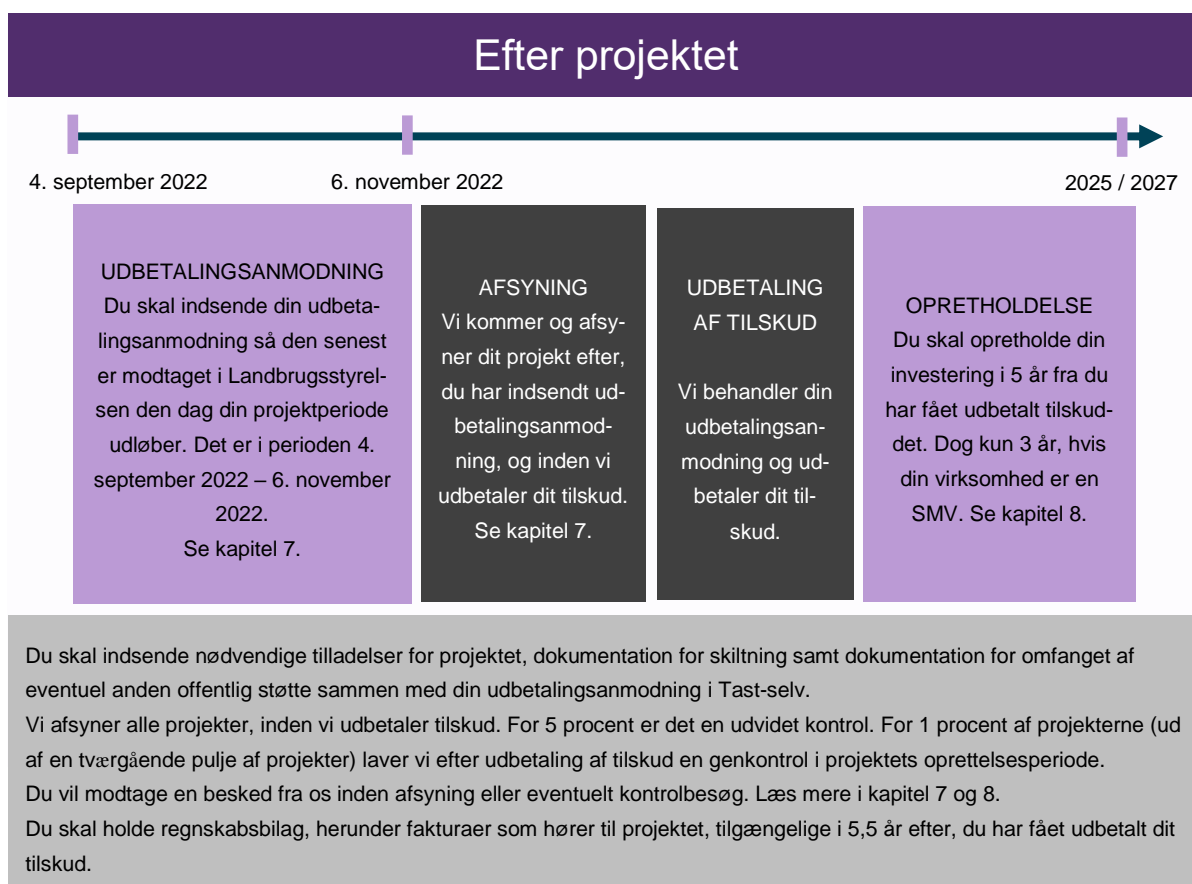 Efter projektet
4. september 2022
6. november 2022
2025 / 2027
UDBETALINGSANMODNING
Du skal indsende din udbeta-
lingsanmodning så den senest
er modtaget i Landbrugsstyrel-
sen den dag din projektperiode
udløber. Det er i perioden 4.
september 2022 – 6. november
2022.
Se kapitel 7.
AFSYNING
Vi kommer og afsy-
ner dit projekt efter,
du har indsendt ud-
betalingsanmod-
ning, og inden vi
udbetaler dit tilskud.
Se kapitel 7.
UDBETALING
AF TILSKUD
Vi behandler din
udbetalingsan-
modning og ud-
betaler dit til-
skud.
OPRETHOLDELSE
Du skal opretholde din
investering i 5 år fra du
har fået udbetalt tilskud-
det. Dog kun 3 år, hvis
din virksomhed er en
SMV. Se kapitel 8.
Du skal indsende nødvendige tilladelser for projektet, dokumentation for skiltning samt dokumentation for omfanget af
eventuel anden offentlig støtte sammen med din udbetalingsanmodning i Tast-selv.
Vi afsyner alle projekter, inden vi udbetaler tilskud. For 5 procent er det en udvidet kontrol. For 1 procent af projekterne (ud
af en tværgående pulje af projekter) laver vi efter udbetaling af tilskud en genkontrol i projektets oprettelsesperiode.
Du vil modtage en besked fra os inden afsyning eller eventuelt kontrolbesøg. Læs mere i kapitel 7 og 8.
Du skal holde regnskabsbilag, herunder fakturaer som hører til projektet, tilgængelige i 5,5 år efter, du har fået udbetalt dit
tilskud.